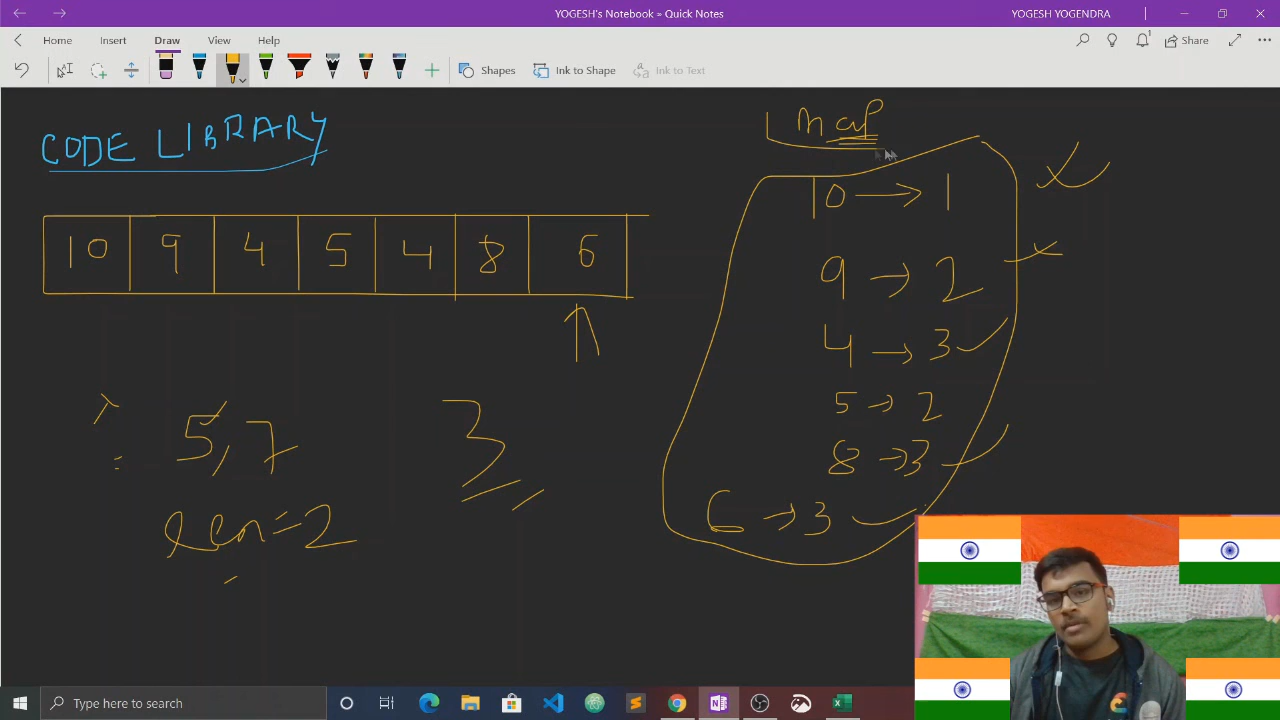 YOGESH's Notebook » Quick Notes
YOGESH YOGENDRA
Home Insert Draw View Help
Share
Shapes
Ink to Shape
Ink to Text
CODE LIBRARY
10 9 4 5 4 8 6
5,7
len=2
3
map
10 → 1
9 → 2
4 → 3
5 → 2
8 → 3
6 → 3
Type here to search